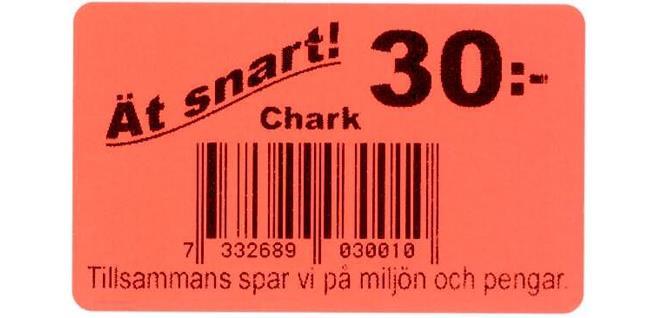 Ät snart! 30:-
Chark
7 332689 030010
Tillsammans spar vi på miljön och pengar.